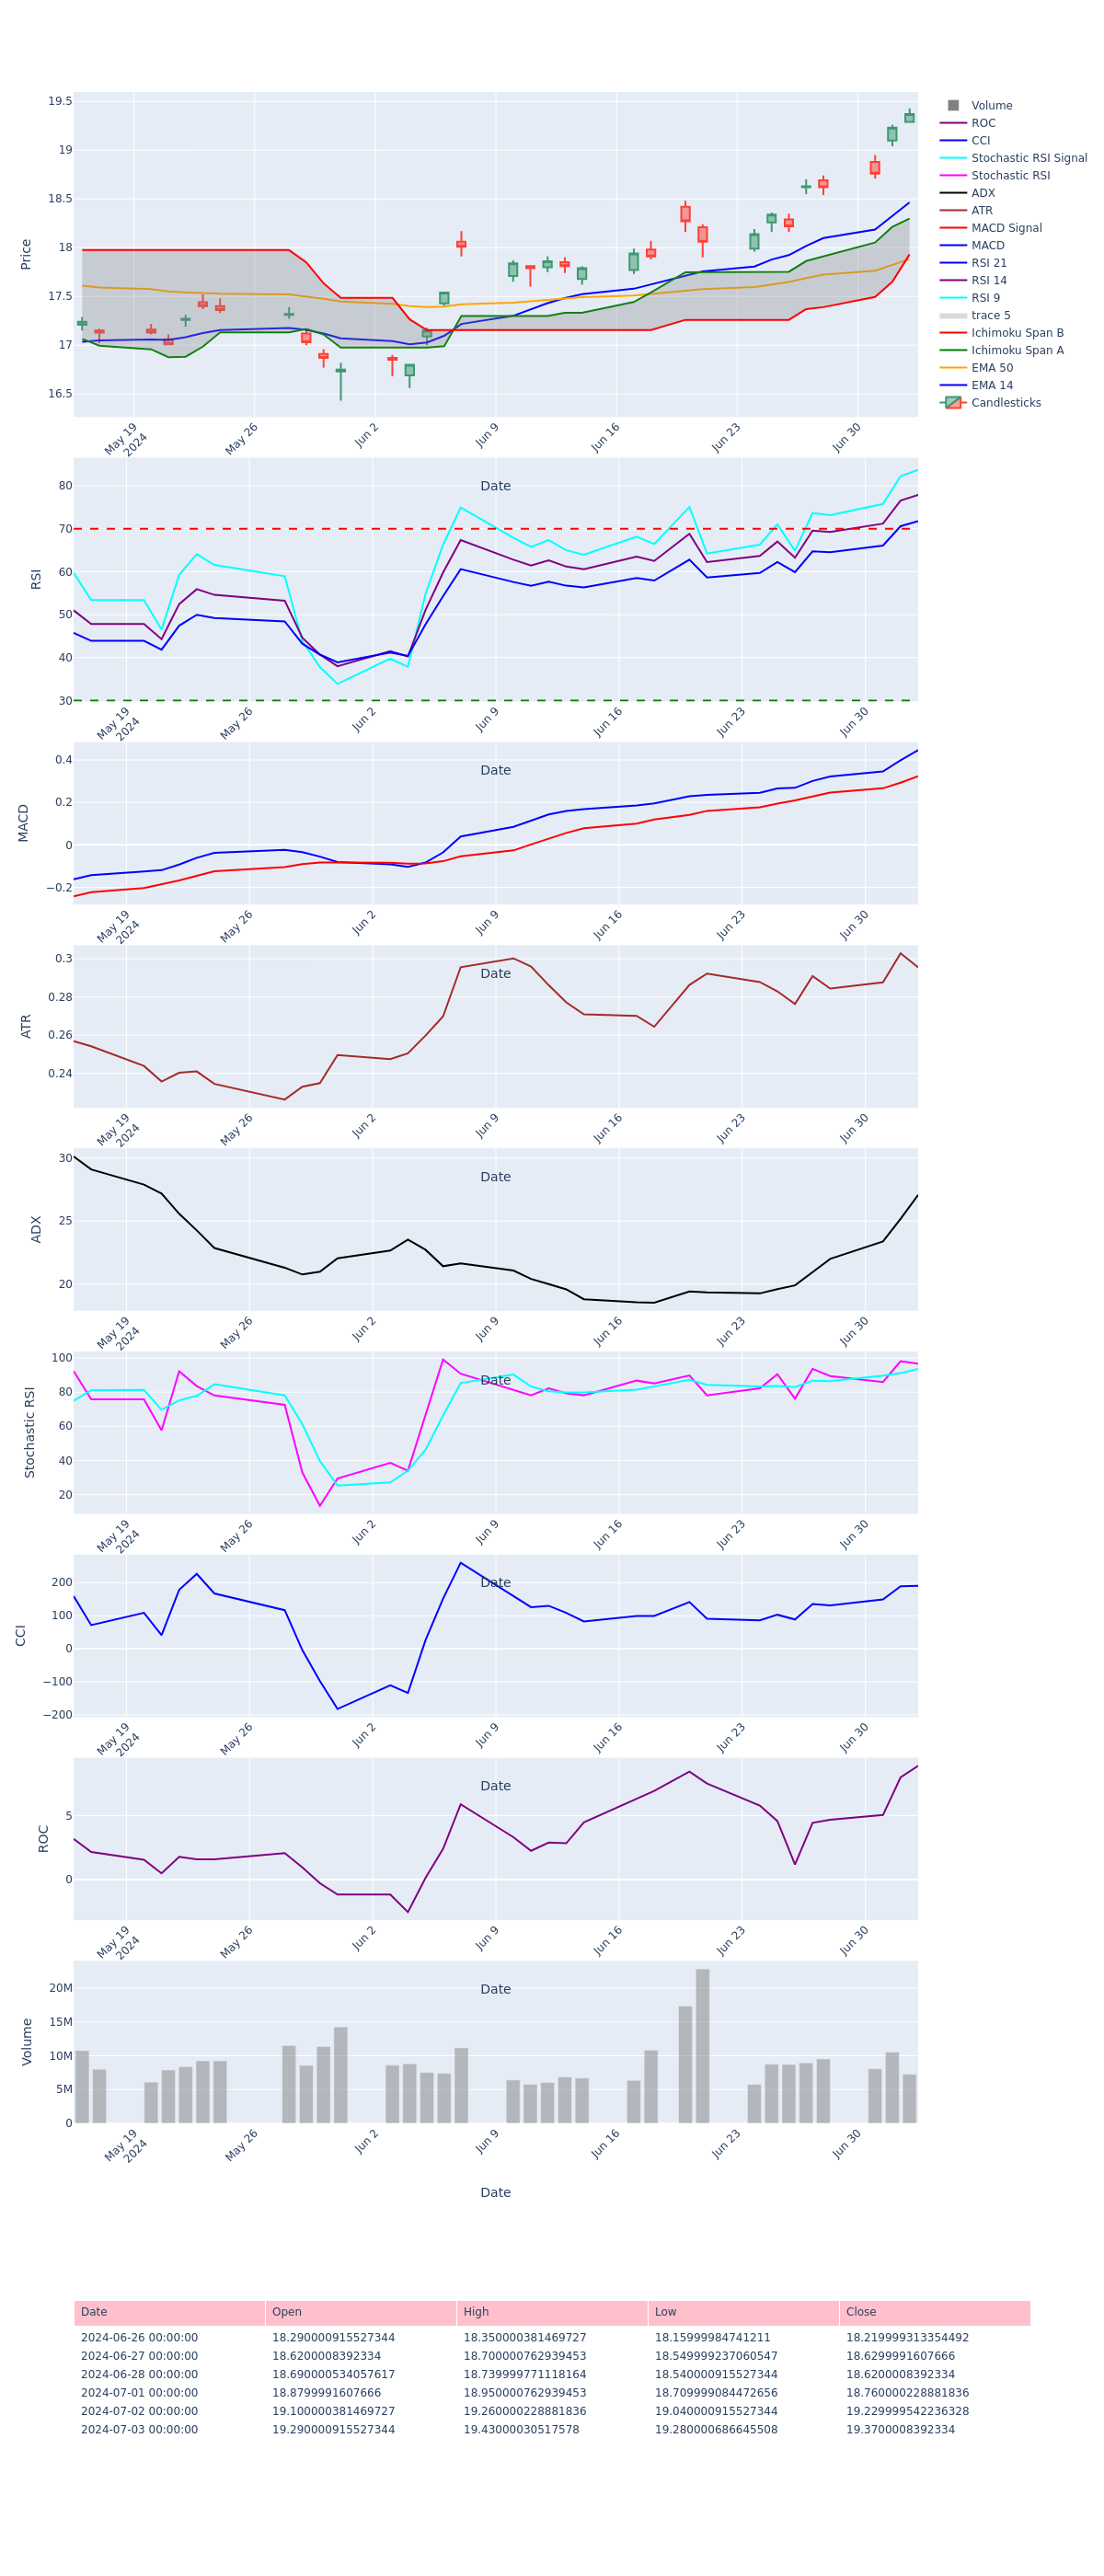 19.5
19
18.5
18
17.5
17
16.5
Price
May 19
2024
May 26
Jun 2
Jun 9
Jun 16
Jun 23
Jun 30
Date
Volume
ROC
CCI
Stochastic RSI Signal
Stochastic RSI
ADX
ATR
MACD Signal
MACD
RSI 21
RSI 14
RSI 9
trace 5
Ichimoku Span B
Ichimoku Span A
EMA 50
EMA 14
Candlesticks
80
70
60
50
40
30
RSI
May 19
2024
May 26
Jun 2
Jun 9
Jun 16
Jun 23
Jun 30
Date
0.4
0.2
0
−0.2
MACD
May 19
2024
May 26
Jun 2
Jun 9
Jun 16
Jun 23
Jun 30
Date
0.3
0.28
0.26
0.24
ATR
May 19
2024
May 26
Jun 2
Jun 9
Jun 16
Jun 23
Jun 30
Date
30
25
20
ADX
May 19
2024
May 26
Jun 2
Jun 9
Jun 16
Jun 23
Jun 30
Date
100
80
60
40
20
Stochastic RSI
May 19
2024
May 26
Jun 2
Jun 9
Jun 16
Jun 23
Jun 30
Date
200
100
0
−100
−200
CCI
May 19
2024
May 26
Jun 2
Jun 9
Jun 16
Jun 23
Jun 30
Date
5
0
ROC
May 19
2024
May 26
Jun 2
Jun 9
Jun 16
Jun 23
Jun 30
Date
20M
15M
10M
5M
0
Volume
May 19
2024
May 26
Jun 2
Jun 9
Jun 16
Jun 23
Jun 30
Date
Date Open High Low Close
2024-06-26 00:00:00 18.290000915527344 18.350000381469727 18.15999984741211 18.219999313354492
2024-06-27 00:00:00 18.6200008392334 18.700000762939453 18.549999237060547 18.6299991607666
2024-06-28 00:00:00 18.690000534057617 18.739999771118164 18.540000915527344 18.6200008392334
2024-07-01 00:00:00 18.8799991607666 18.950000762939453 18.709999084472656 18.760000228881836
2024-07-02 00:00:00 19.100000381469727 19.260000228881836 19.040000915527344 19.229999542236328
2024-07-03 00:00:00 19.290000915527344 19.43000030517578 19.280000686645508 19.3700008392334